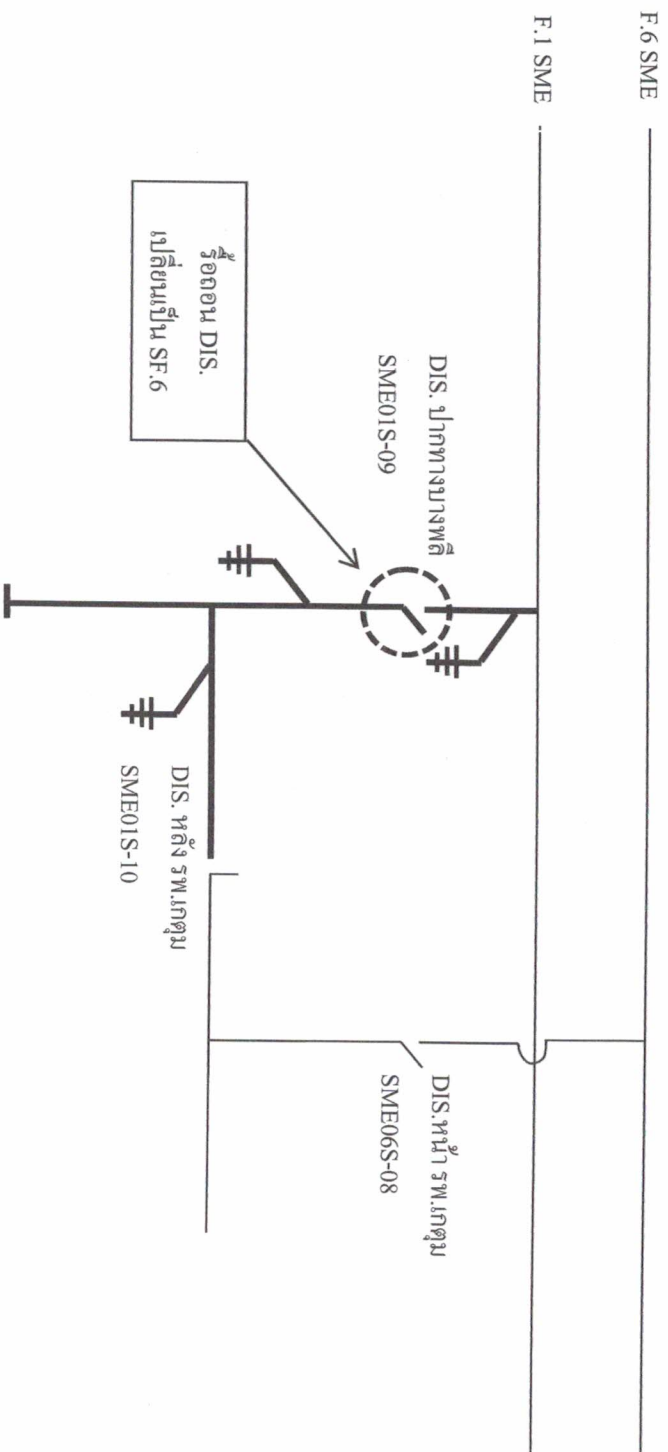 F.6 SME
F.1 SME
DIS. ปากทางบางพลี
SME01S-09
รื้อถอน DIS.
เปลี่ยนเป็น SF.6
DIS.หน้า รพ.เกตุม
SME06S-08
DIS. หลัง รพ.เกตุม
SME01S-10